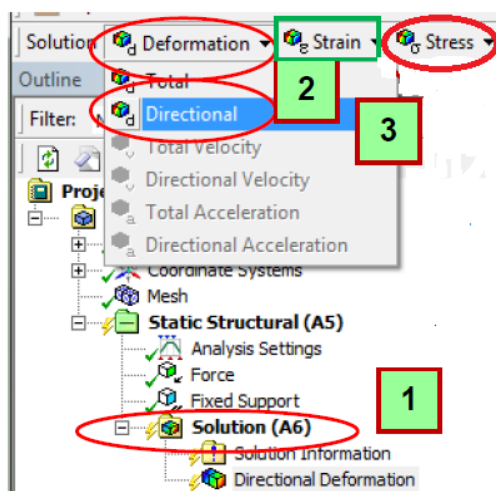 Solution Deformation Strain Stress
Outline Total 2
Filter: Directional 3
Total Velocity
Directional Velocity
Total Acceleration
Directional Acceleration
Coordinate Systems
Mesh
Static Structural (A5)
Analysis Settings
Force
Fixed Support 1
Solution (A6)
Solution Information
Directional Deformation